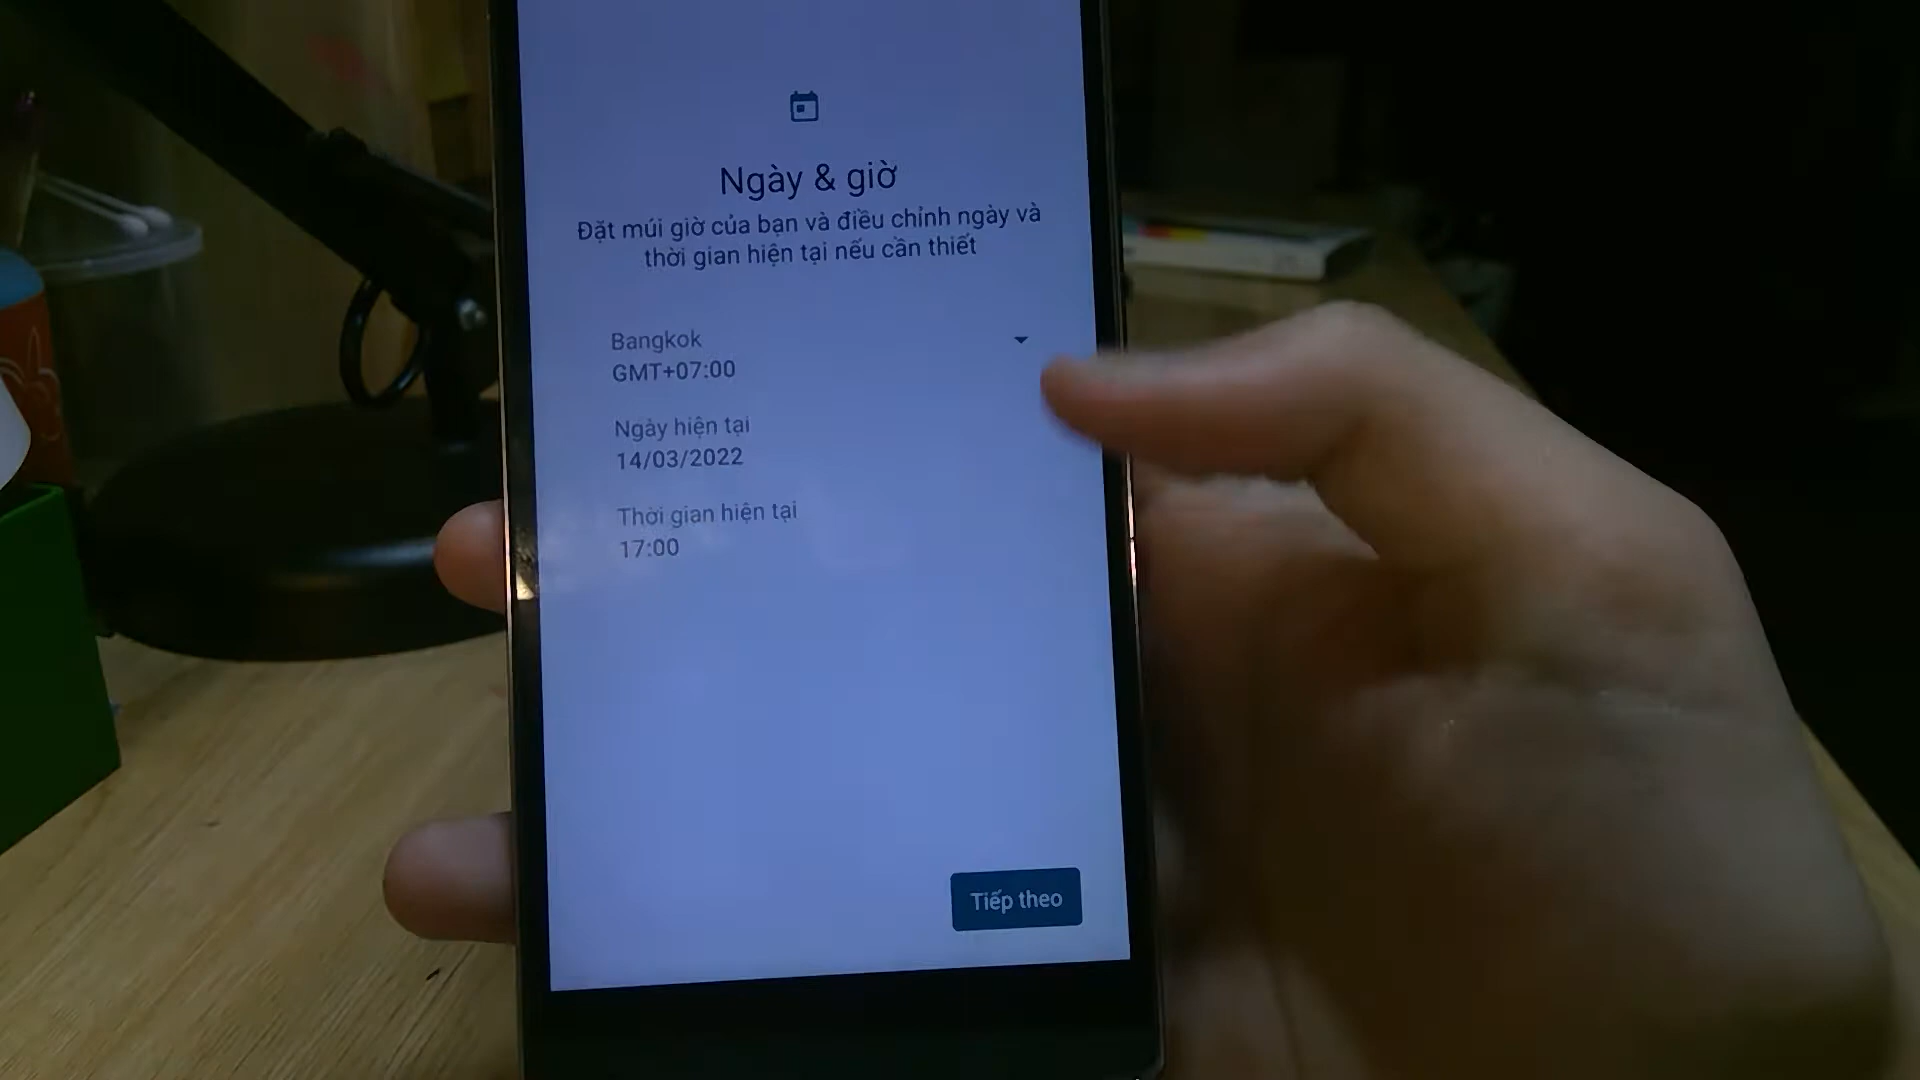 Ngày & giờ
Đặt múi giờ của bạn và điều chỉnh ngày và
thời gian hiện tại nếu cần thiết
Bangkok
GMT+07:00
Ngày hiện tại
14/03/2022
Thời gian hiện tại
17:00
Tiếp theo